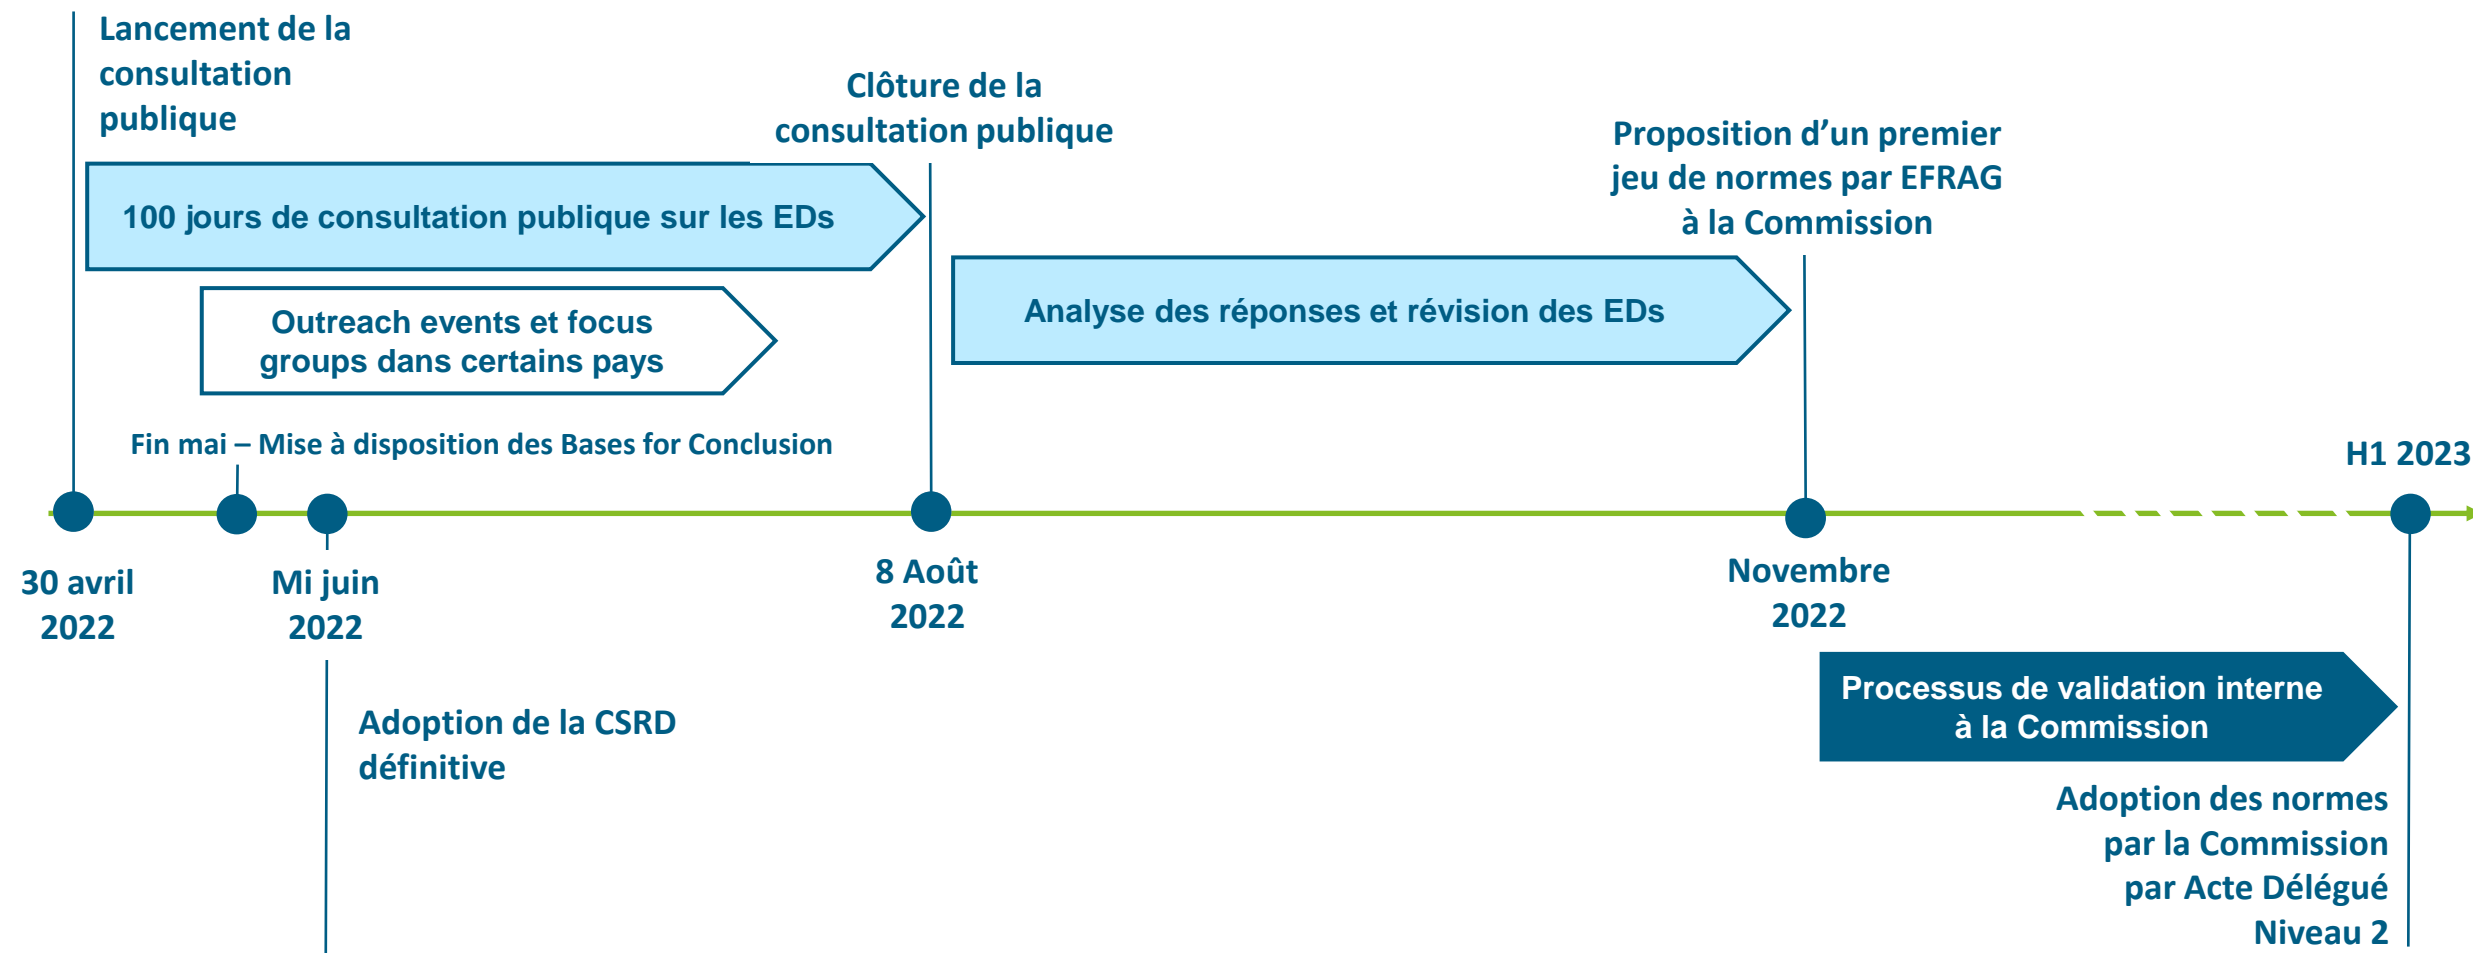 Lancement de la
consultation
publique
Clôture de la
consultation publique
Proposition d’un premier
jeu de normes par EFRAG
à la Commission
100 jours de consultation publique sur les EDs
Analyse des réponses et révision des EDs
Outreach events et focus
groups dans certains pays
Fin mai – Mise à disposition des Bases for Conclusion
H1 2023
30 avril
2022
Mi juin
2022
8 Août
2022
Novembre
2022
Adoption de la CSRD
définitive
Processus de validation interne
à la Commission
Adoption des normes
par la Commission
par Acte Délégué
Niveau 2